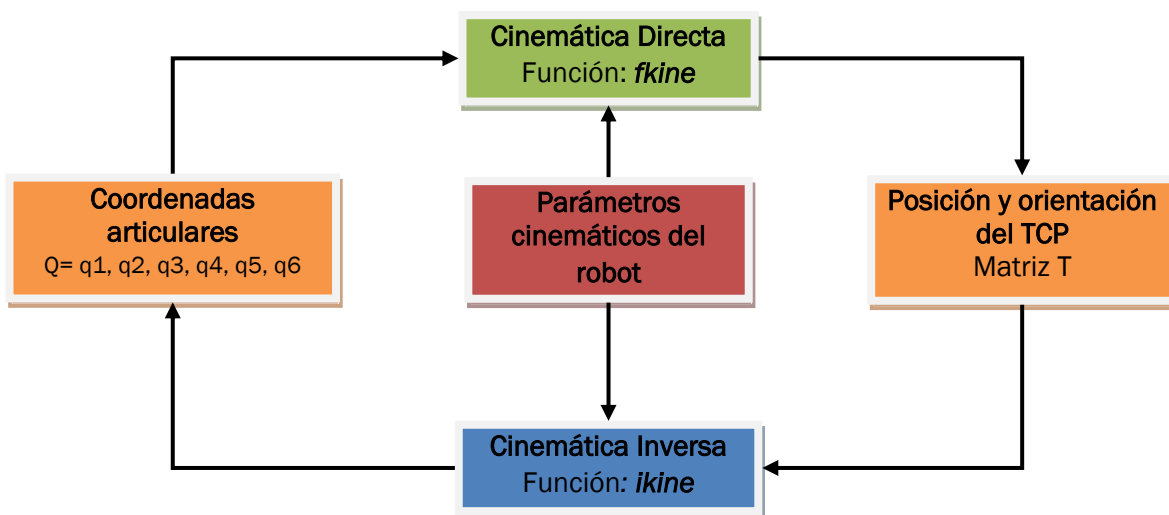 Cinemática Directa
Función: fkine
Coordenadas
articulares
Q= q1, q2, q3, q4, q5, q6
Parámetros
cinemáticos del
robot
Posición y orientación
del TCP
Matriz T
Cinemática Inversa
Función: ikine